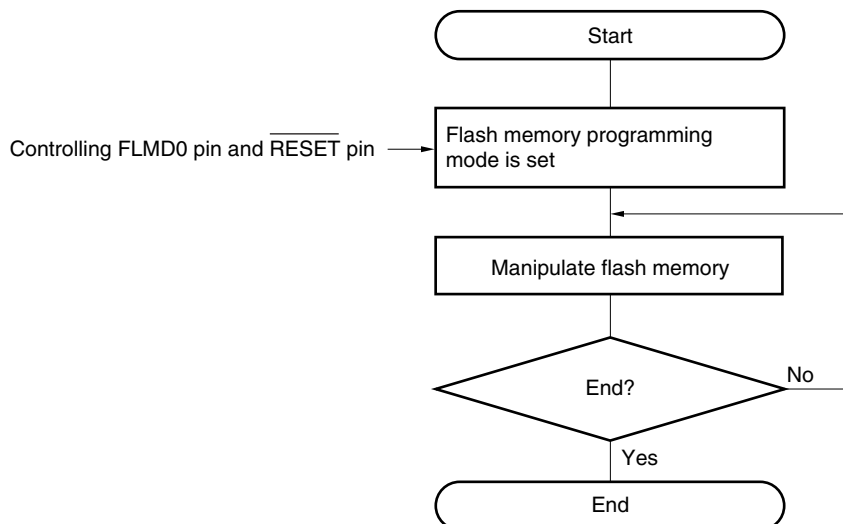 Start
Controlling FLMD0 pin and RESET pin
Flash memory programming
mode is set
Manipulate flash memory
End?
No
Yes
End